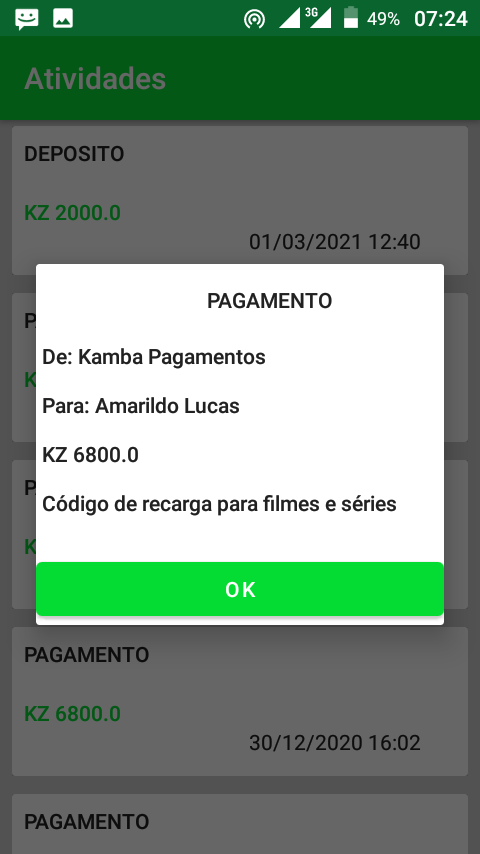 3G
49%
07:24
Atividades
DEPOSITO
KZ 2000.0
01/03/2021 12:40
PAGAMENTO
De: Kamba Pagamentos
Para: Amarildo Lucas
KZ 6800.0
Código de recarga para filmes e séries
OK
PAGAMENTO
KZ 6800.0
30/12/2020 16:02
PAGAMENTO